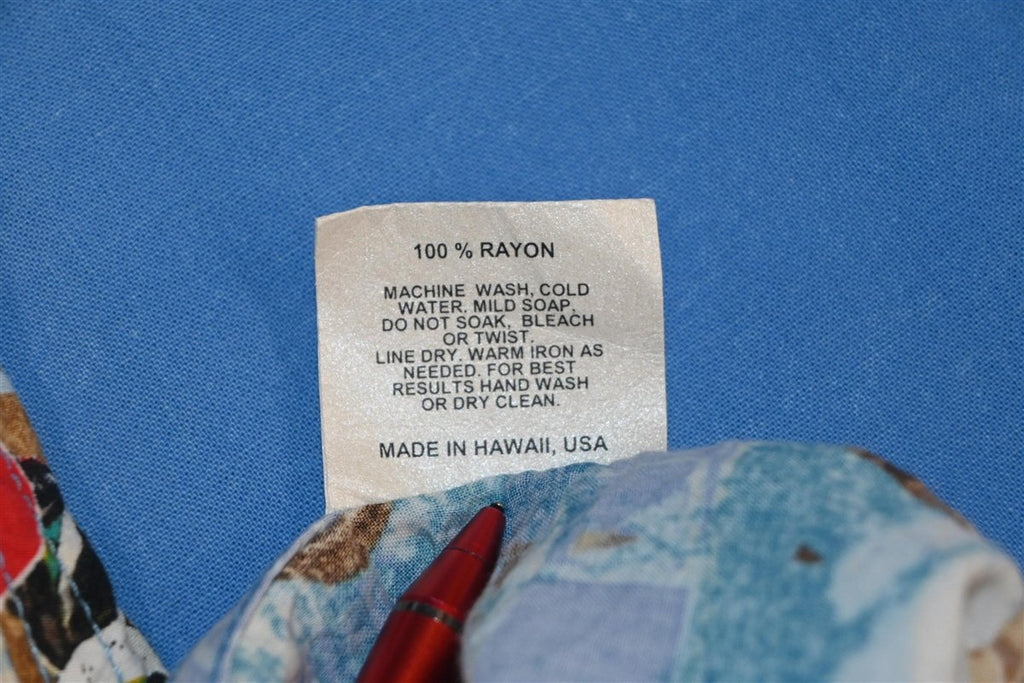 100 % RAYON
MACHINE WASH, COLD
WATER. MILD SOAP.
DO NOT SOAK, BLEACH
OR TWIST.
LINE DRY. WARM IRON AS
NEEDED. FOR BEST
RESULTS HAND WASH
OR DRY CLEAN.
MADE IN HAWAII, USA